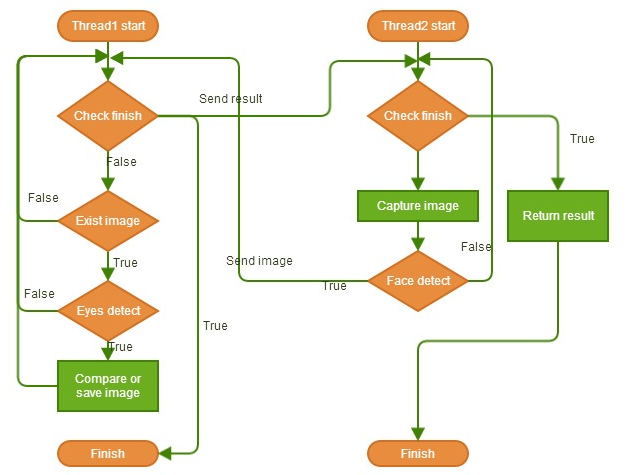 Thread1 start
Thread2 start
Check finish
Send result
Check finish
True
False
False
Exist image
Capture image
Return result
True
Send image
False
True
Face detect
False
Eyes detect
True
True
Compare or
save image
Finish
Finish